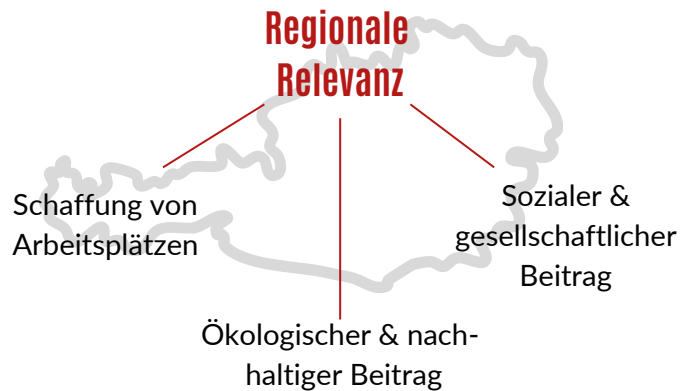 Regionale
Relevanz
Schaffung von
Arbeitsplätzen
Sozialer &
gesellschaftlicher
Beitrag
Ökologischer & nach-
haltiger Beitrag